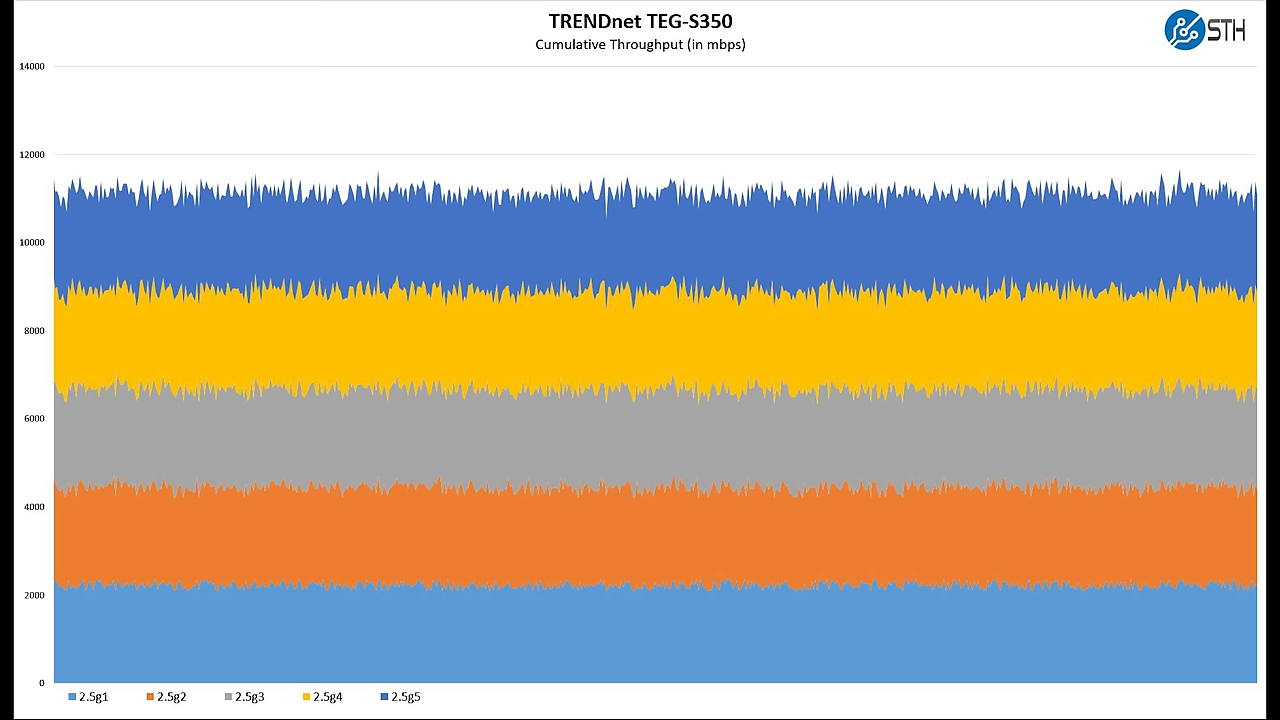 TRENDnet TEG-S350
Cumulative Throughput (in mbps)
STH
14000
12000
10000
8000
6000
4000
2000
0
2.5g1 2.5g2 2.5g3 2.5g4 2.5g5